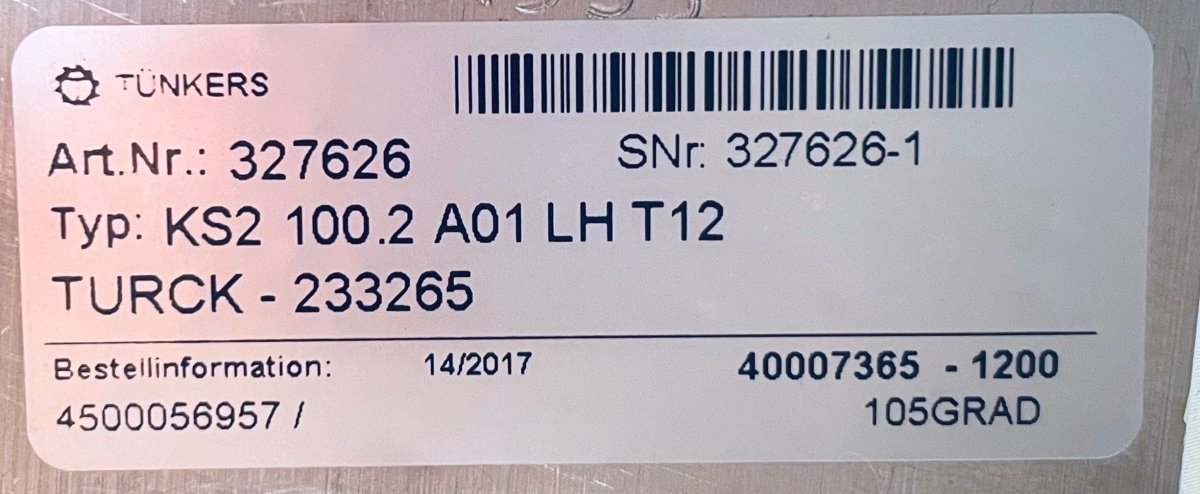 TÜNKERS
Art.Nr.: 327626 SNr: 327626-1
Typ: KS2 100.2 A01 LH T12
TURCK - 233265
Bestellinformation: 14/2017 40007365 - 1200
4500056957 / 105GRAD